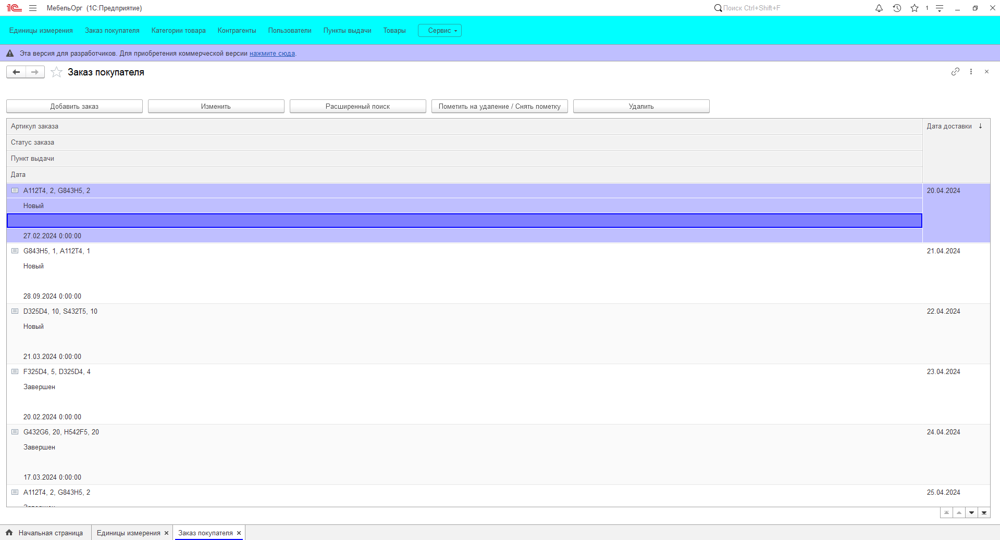 1С МебельОрг (1С:Предприятие) Поиск Ctrl+Shift+F 1
Единицы измерения Заказ покупателя Категории товара Контрагенты Пользователи Пункты выдачи Товары Сервис
Эта версия для разработчиков. Для приобретения коммерческой версии нажмите сюда.
Заказ покупателя
Добавить заказ Изменить Расширенный поиск Пометить на удаление / Снять пометку Удалить
Артикул заказа Дата доставки
Статус заказа
Пункт выдачи
Дата
A112T4, 2, G843H5, 2 20.04.2024
Новый
27.02.2024 0:00:00
G843H5, 1, A112T4, 1 21.04.2024
Новый
28.09.2024 0:00:00
D325D4, 10, S432T5, 10 22.04.2024
Новый
21.03.2024 0:00:00
F325D4, 5, D325D4, 4 23.04.2024
Завершен
20.02.2024 0:00:00
G432G6, 20, H542F5, 20 24.04.2024
Завершен
17.03.2024 0:00:00
A112T4, 2, G843H5, 2 25.04.2024
Завершен
Начальная страница Единицы измерения Заказ покупателя